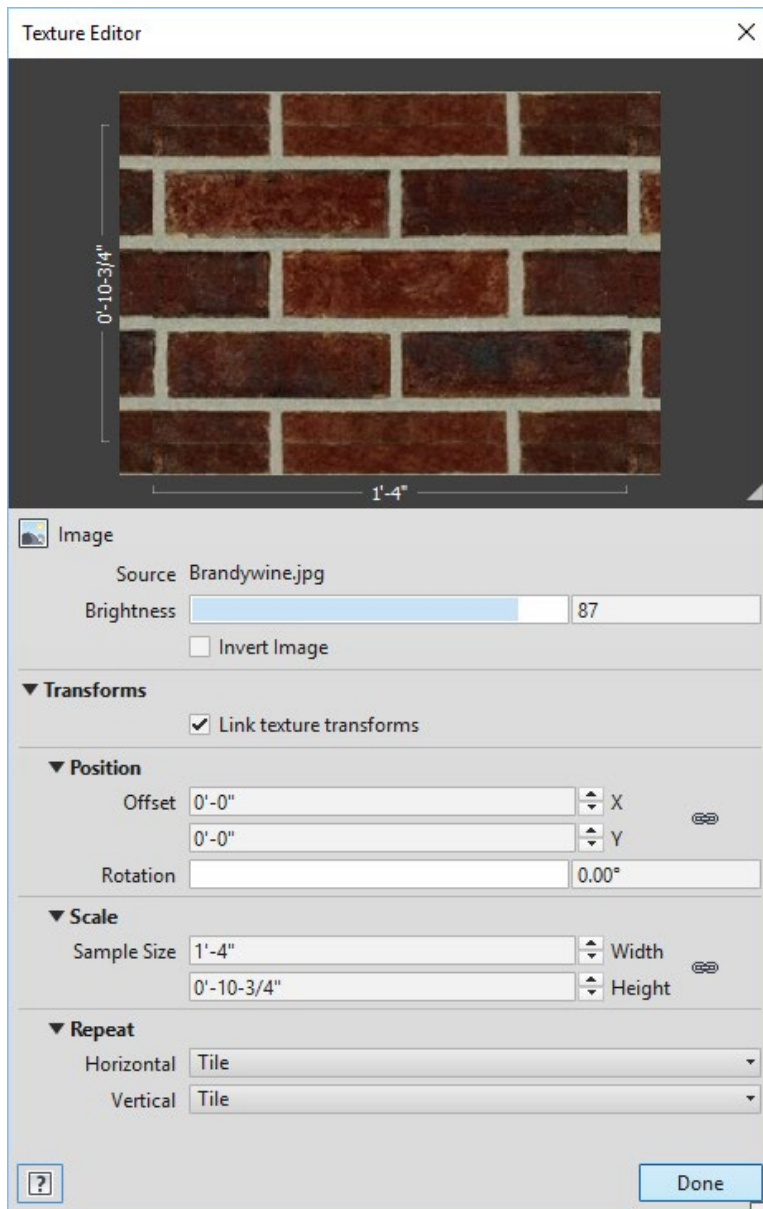 Texture Editor
0'-10-3/4"
1'-4"
Image
Source Brandywine.jpg
Brightness 87
Invert Image
Transforms
Link texture transforms
Position
Offset 0'-0" X
0'-0" Y
Rotation 0.00°
Scale
Sample Size 1'-4" Width
0'-10-3/4" Height
Repeat
Horizontal Tile
Vertical Tile
? Done